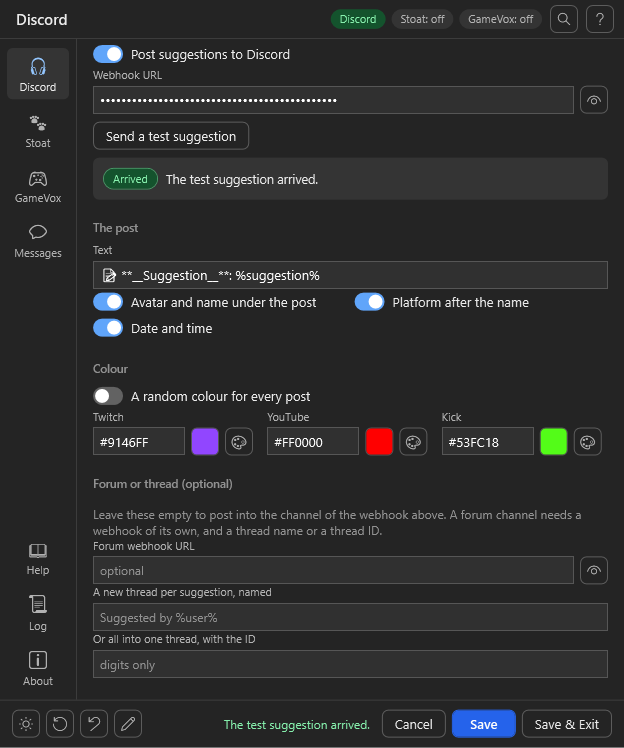 Discord
Discord
Stoat: off
GameVox: off
?
Discord
Stoat
GameVox
Messages
Help
Log
About
Post suggestions to Discord
Webhook URL
••••••••••••••••••••••••••••••••••••••••••••••
Send a test suggestion
Arrived The test suggestion arrived.
The post
Text
📝 **__Suggestion__**: %suggestion%
Avatar and name under the post
Platform after the name
Date and time
Colour
A random colour for every post
Twitch
YouTube
Kick
#9146FF
#FF0000
#53FC18
Forum or thread (optional)
Leave these empty to post into the channel of the webhook above. A forum channel needs a
webhook of its own, and a thread name or a thread ID.
Forum webhook URL
optional
A new thread per suggestion, named
Suggested by %user%
Or all into one thread, with the ID
digits only
The test suggestion arrived.
Cancel
Save
Save & Exit